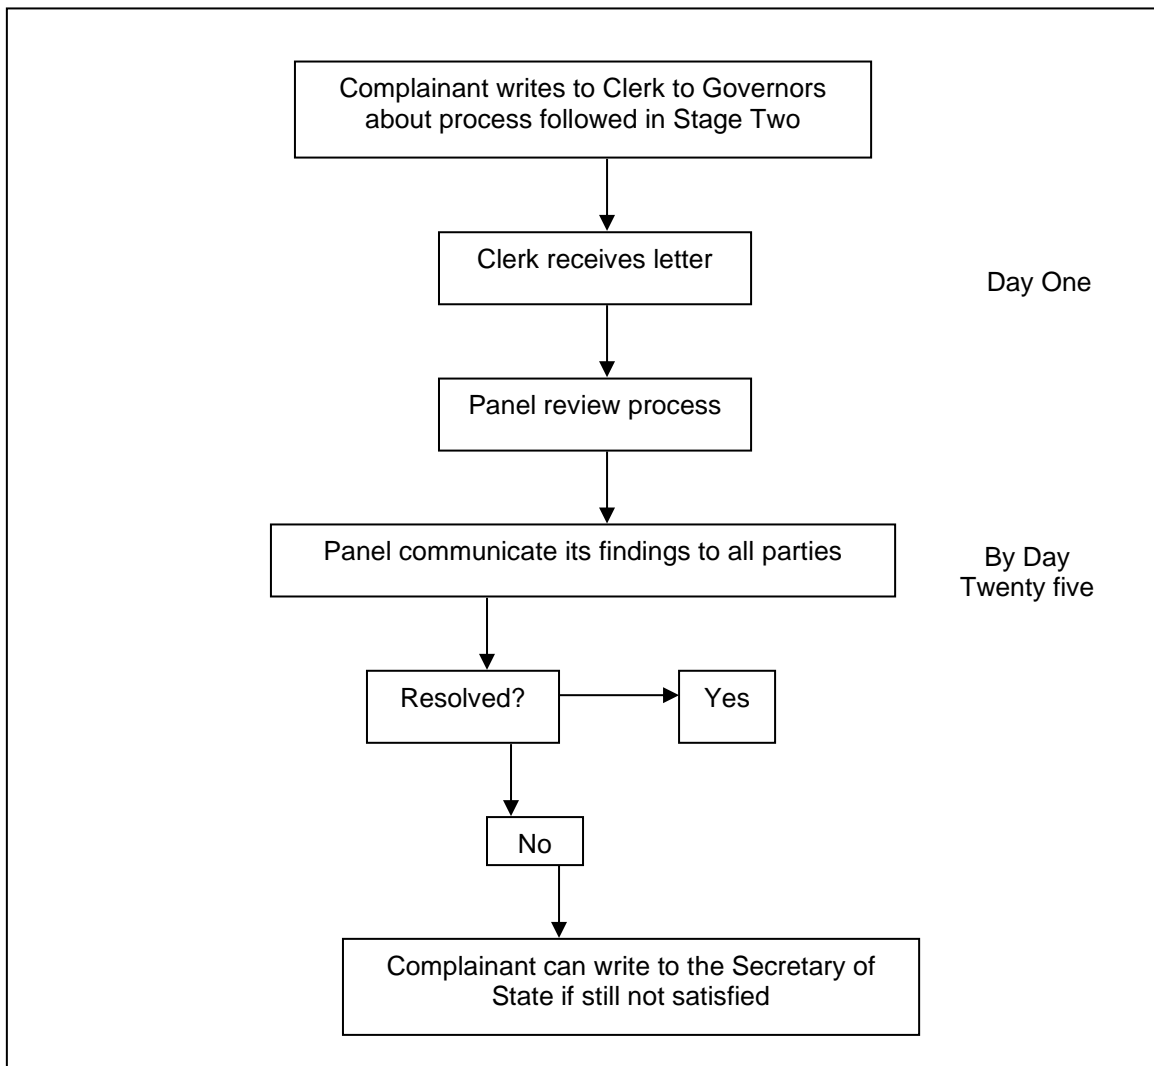 Complainant writes to Clerk to Governors
about process followed in Stage Two
Clerk receives letter
Day One
Panel review process
Panel communicate its findings to all parties
By Day
Twenty five
Resolved?
Yes
No
Complainant can write to the Secretary of
State if still not satisfied